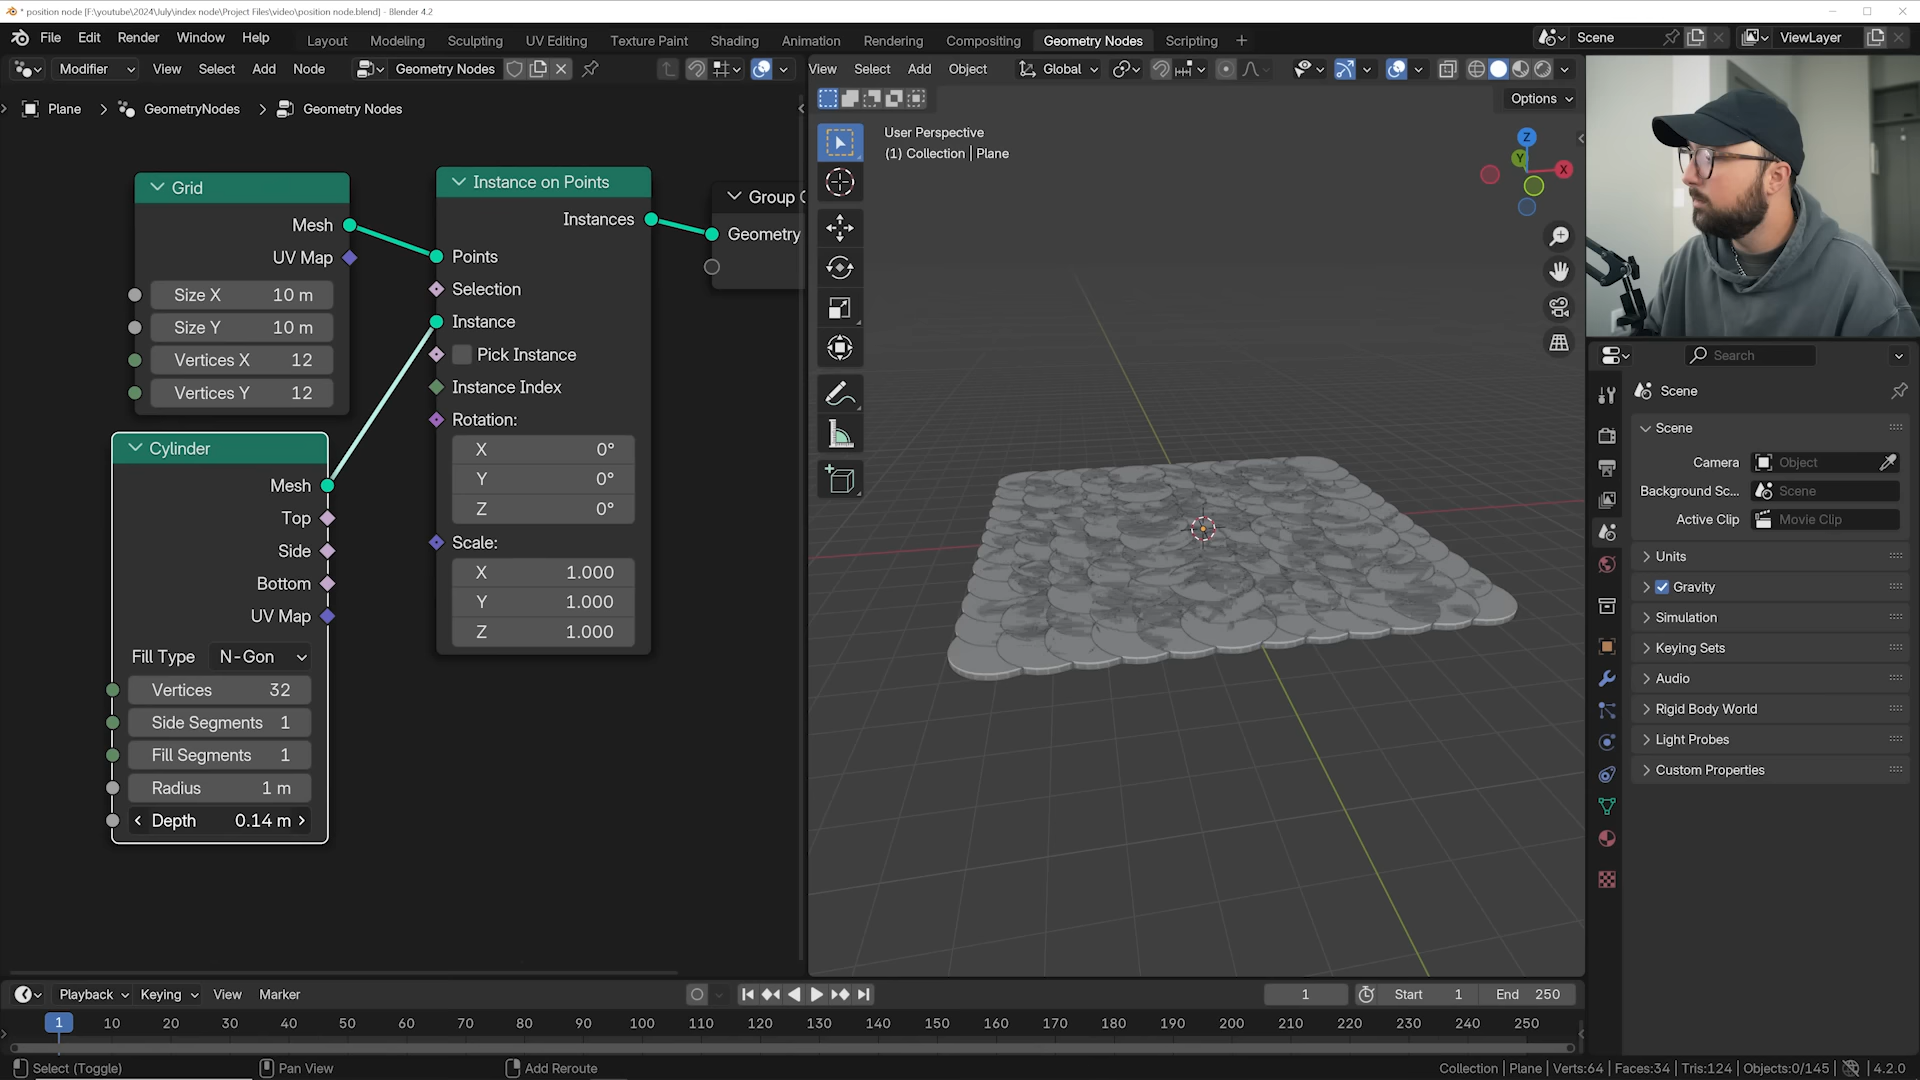 * position node [F:\youtube\2024\July\index node\Project Files\video\position node.blend] - Blender 4.2
File Edit Render Window Help
Layout Modeling Sculpting UV Editing Texture Paint Shading Animation Rendering Compositing Geometry Nodes Scripting +
Scene
ViewLayer
Modifier View Select Add Node
Geometry Nodes
View Select Add Object
Global
Options
Plane > GeometryNodes > Geometry Nodes
User Perspective
(1) Collection | Plane
Z
Y
X
Grid
Mesh
UV Map
Size X 10 m
Size Y 10 m
Vertices X 12
Vertices Y 12
Instance on Points
Instances
Points
Selection
Instance
Pick Instance
Instance Index
Rotation:
X 0°
Y 0°
Z 0°
Scale:
X 1.000
Y 1.000
Z 1.000
Group
Geometry
Cylinder
Mesh
Top
Side
Bottom
UV Map
Fill Type N-Gon
Vertices 32
Side Segments 1
Fill Segments 1
Radius 1 m
Depth 0.14 m
Search
Scene
Scene
Camera Object
Background Sc... Scene
Active Clip Movie Clip
Units
Gravity
Simulation
Keying Sets
Audio
Rigid Body World
Light Probes
Custom Properties
Playback Keying View Marker
1
Start 1
End 250
1 10 20 30 40 50 60 70 80 90 100 110 120 130 140 150 160 170 180 190 200 210 220 230 240 250
Select (Toggle)
Pan View
Add Reroute
Collection | Plane | Verts:64 | Faces:34 | Tris:124 | Objects:0/145 | 4.2.0